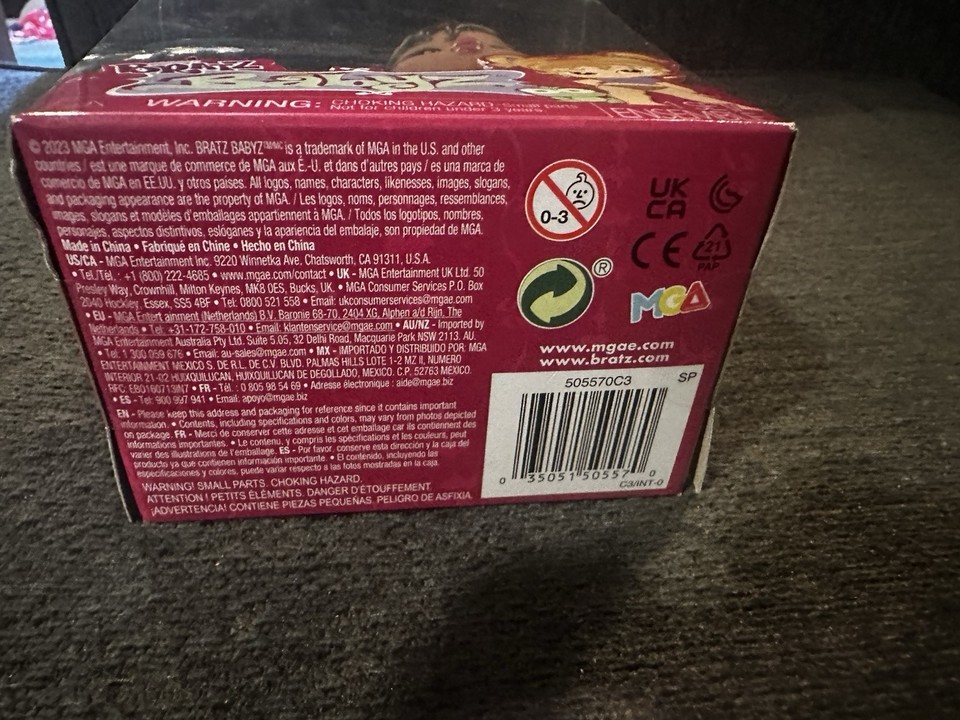 BRATZ
BABYZ
WARNING: CHOKING HAZARD-Small parts
Not for children under 3 years.
© 2023 MGA Entertainment, Inc. BRATZ BABYZ™/MC is a trademark of MGA in the U.S. and other
countries / est une marque de commerce de MGA aux É.-U. et dans d'autres pays / es una marca de
comercio de MGA en EE.UU. y otros países. All logos, names, characters, likenesses, images, slogans,
and packaging appearance are the property of MGA. / Les logos, noms, personnages, ressemblances,
images, slogans et modèles d'emballages appartiennent à MGA. / Todos los logotipos, nombres,
personajes, aspectos distintivos, eslóganes y la apariencia del embalaje, son propiedad de MGA.
Made in China • Fabriqué en Chine • Hecho en China
US/CA - MGA Entertainment Inc. 9220 Winnetka Ave. Chatsworth, CA 91311, U.S.A.
• Tel./Tél. : +1 (800) 222-4685 • www.mgae.com/contact • UK - MGA Entertainment UK Ltd. 50
Presley Way, Crownhill, Milton Keynes, MK8 0ES, Bucks, UK. • MGA Consumer Services P.O. Box
2040 Hockley, Essex, SS5 4BF • Tel: 0800 521 558 • Email: ukconsumerservices@mgae.com
• EU - MGA Entertainment (Netherlands) B.V. Baronie 68-70, 2404 XG, Alphen a/d Rijn, The
Netherlands • Tel: +31-172-758-010 • Email: klantenservice@mgae.com • AU/NZ - Imported by
MGA Entertainment Australia Pty Ltd. Suite 5.05, 32 Delhi Road, Macquarie Park NSW 2113. AU.
• Tel: 1 300 059 676 • Email: au-sales@mgae.com • MX - IMPORTADO Y DISTRIBUIDO POR: MGA
ENTERTAINMENT MEXICO S. DE R.L. DE C.V. BLVD. PALMAS HILLS LOTE 1-2 MZ II, NUMERO
INTERIOR 21-02 HUIXQUILUCAN, HUIXQUILUCAN DE DEGOLLADO, MEXICO. C.P. 52763 MEXICO.
• FR - Tél. : 0 805 98 54 69 • Adresse électronique : aide@mgae.biz
• ES - Tel: 900 997 941 • Email: apoyo@mgae.biz
EN - Please keep this address and packaging for reference since it contains important
information. • Contents, including specifications and colors, may vary from photos depicted
on package. FR - Merci de conserver cette adresse et cet emballage car ils contiennent des
informations importantes. • Le contenu, y compris les spécifications et les couleurs, peut
varier des illustrations de l'emballage. ES - Por favor, conserve esta dirección y la caja del
producto ya que contienen información importante. • El contenido, incluyendo las
especificaciones y colores, puede variar respecto a las fotos mostradas en la caja.
WARNING! SMALL PARTS. CHOKING HAZARD.
ATTENTION ! PETITS ÉLÉMENTS. DANGER D'ÉTOUFFEMENT.
¡ADVERTENCIA! CONTIENE PIEZAS PEQUEÑAS. PELIGRO DE ASFIXIA.
0-3
UK
CA
CE
21
PAP
®
MGA
www.mgae.com
www.bratz.com
505570C3
SP
0 35051 50557 0
C3/INT-0